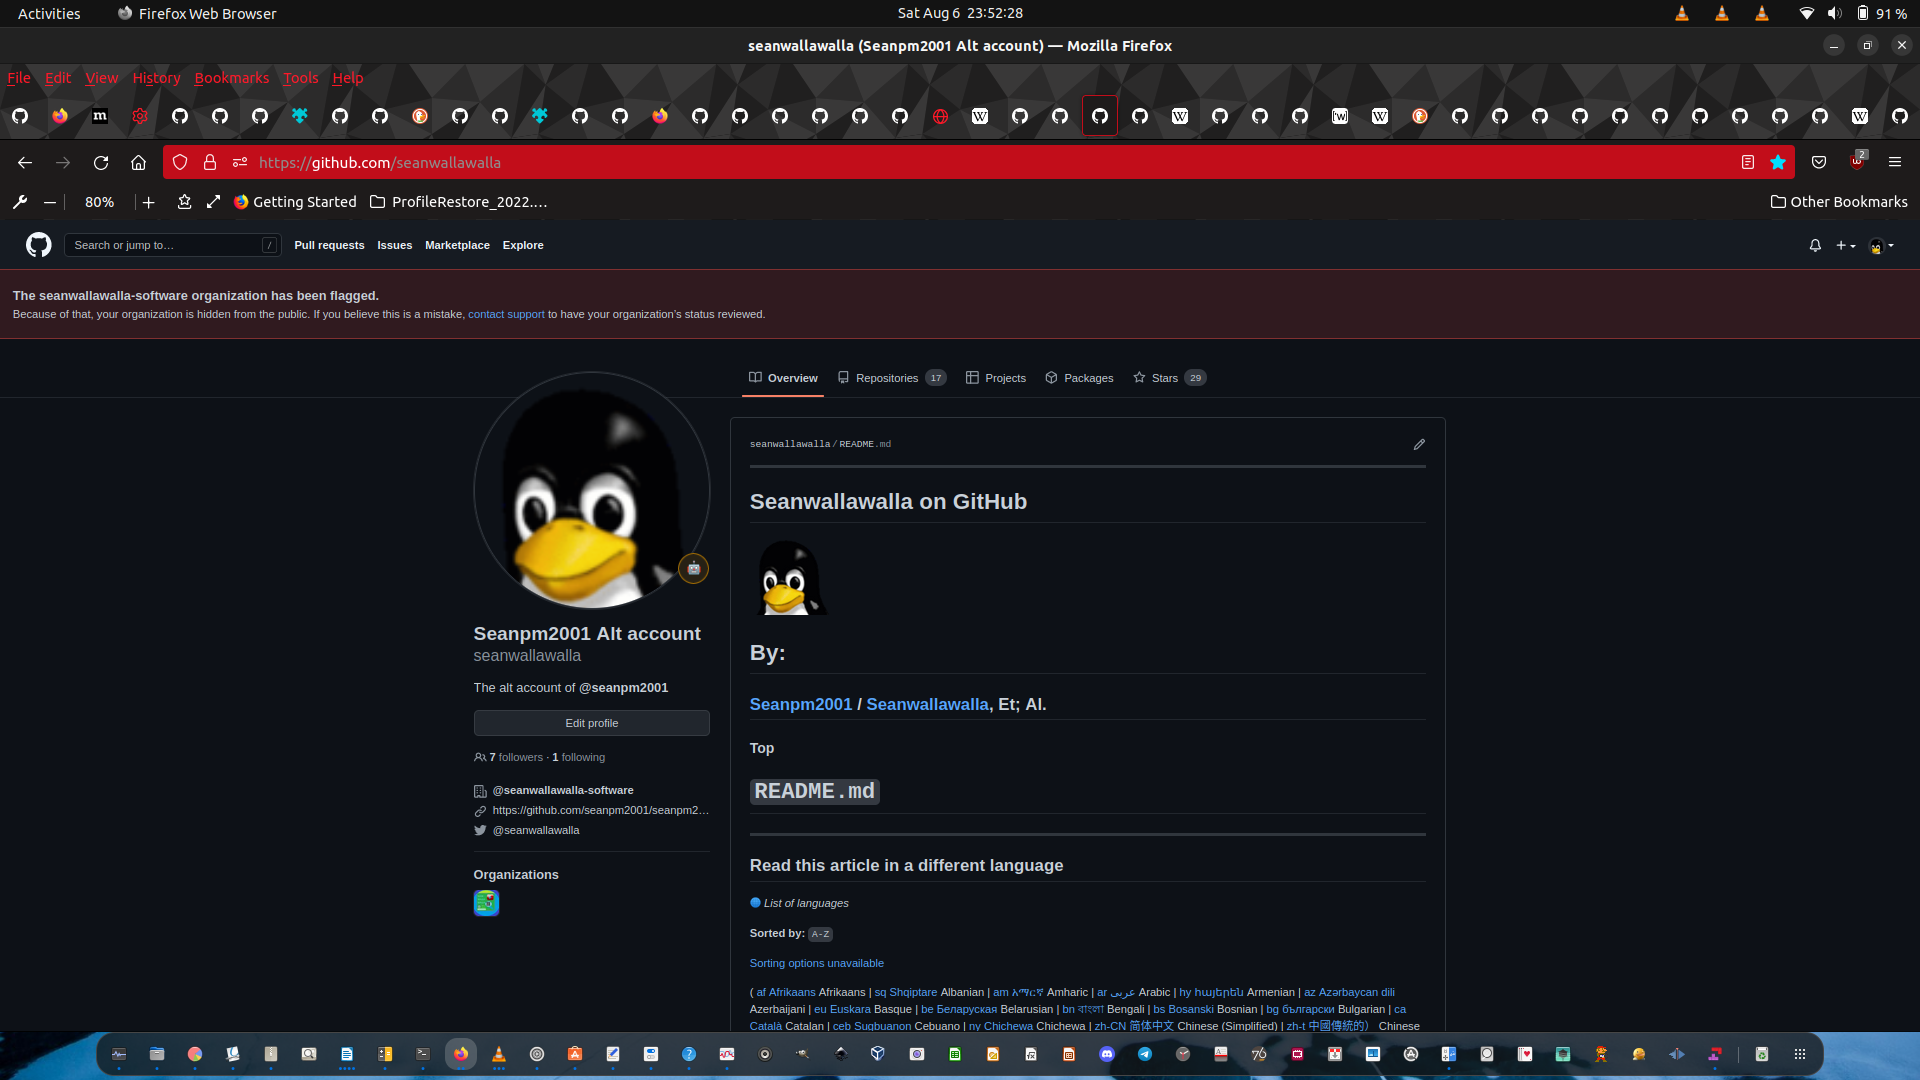 Activities Firefox Web Browser Sat Aug 6 23:52:28 91 %
seanwallawalla (Seanpm2001 Alt account) — Mozilla Firefox
File Edit View History Bookmarks Tools Help
https://github.com/seanwallawalla 2
80% Getting Started ProfileRestore_2022.… Other Bookmarks
Search or jump to… / Pull requests Issues Marketplace Explore
The seanwallawalla-software organization has been flagged.
Because of that, your organization is hidden from the public. If you believe this is a mistake, contact support to have your organization's status reviewed.
Overview Repositories 17 Projects Packages Stars 29
seanwallawalla / README.md
Seanwallawalla on GitHub
By:
Seanpm2001 / Seanwallawalla, Et; Al.
Top
README.md
Read this article in a different language
List of languages
Sorted by: A-Z
Sorting options unavailable
( af Afrikaans Afrikaans | sq Shqiptare Albanian | am አማርኛ Amharic | ar عربى Arabic | hy հայերեն Armenian | az Azərbaycan dili
Azerbaijani | eu Euskara Basque | be Беларуская Belarusian | bn বাংলা Bengali | bs Bosanski Bosnian | bg български Bulgarian | ca
Català Catalan | ceb Sugbuanon Cebuano | ny Chichewa Chichewa | zh-CN 简体中文 Chinese (Simplified) | zh-t 中國傳統的） Chinese
Seanpm2001 Alt account
seanwallawalla
The alt account of @seanpm2001
Edit profile
7 followers · 1 following
@seanwallawalla-software
https://github.com/seanpm2001/seanpm2…
@seanwallawalla
Organizations